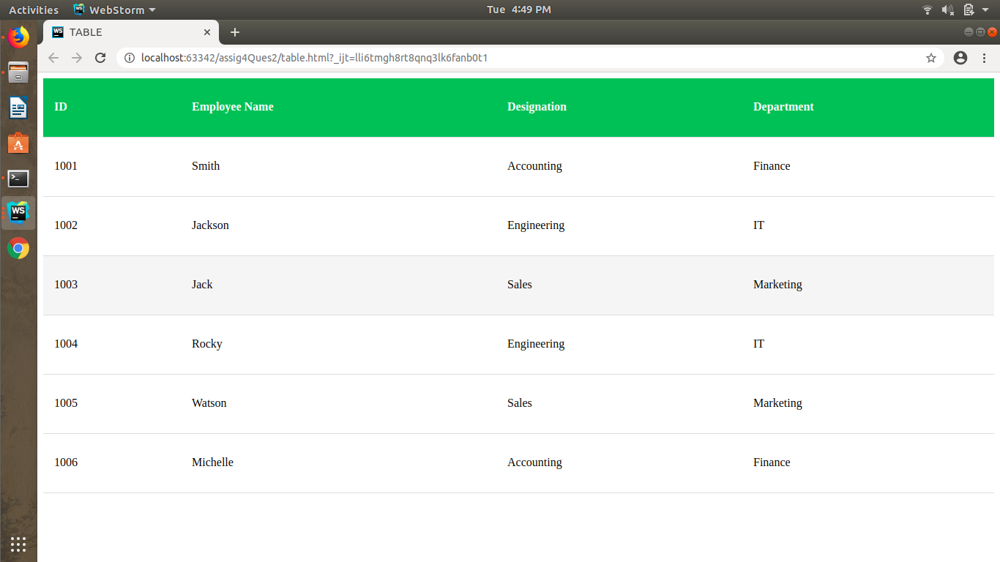 Activities WebStorm Tue 4:49 PM
WS TABLE
localhost:63342/assig4Ques2/table.html?_ijt=lli6tmgh8rt8qnq3lk6fanb0t1
ID Employee Name Designation Department
1001 Smith Accounting Finance
1002 Jackson Engineering IT
1003 Jack Sales Marketing
1004 Rocky Engineering IT
1005 Watson Sales Marketing
1006 Michelle Accounting Finance
WS